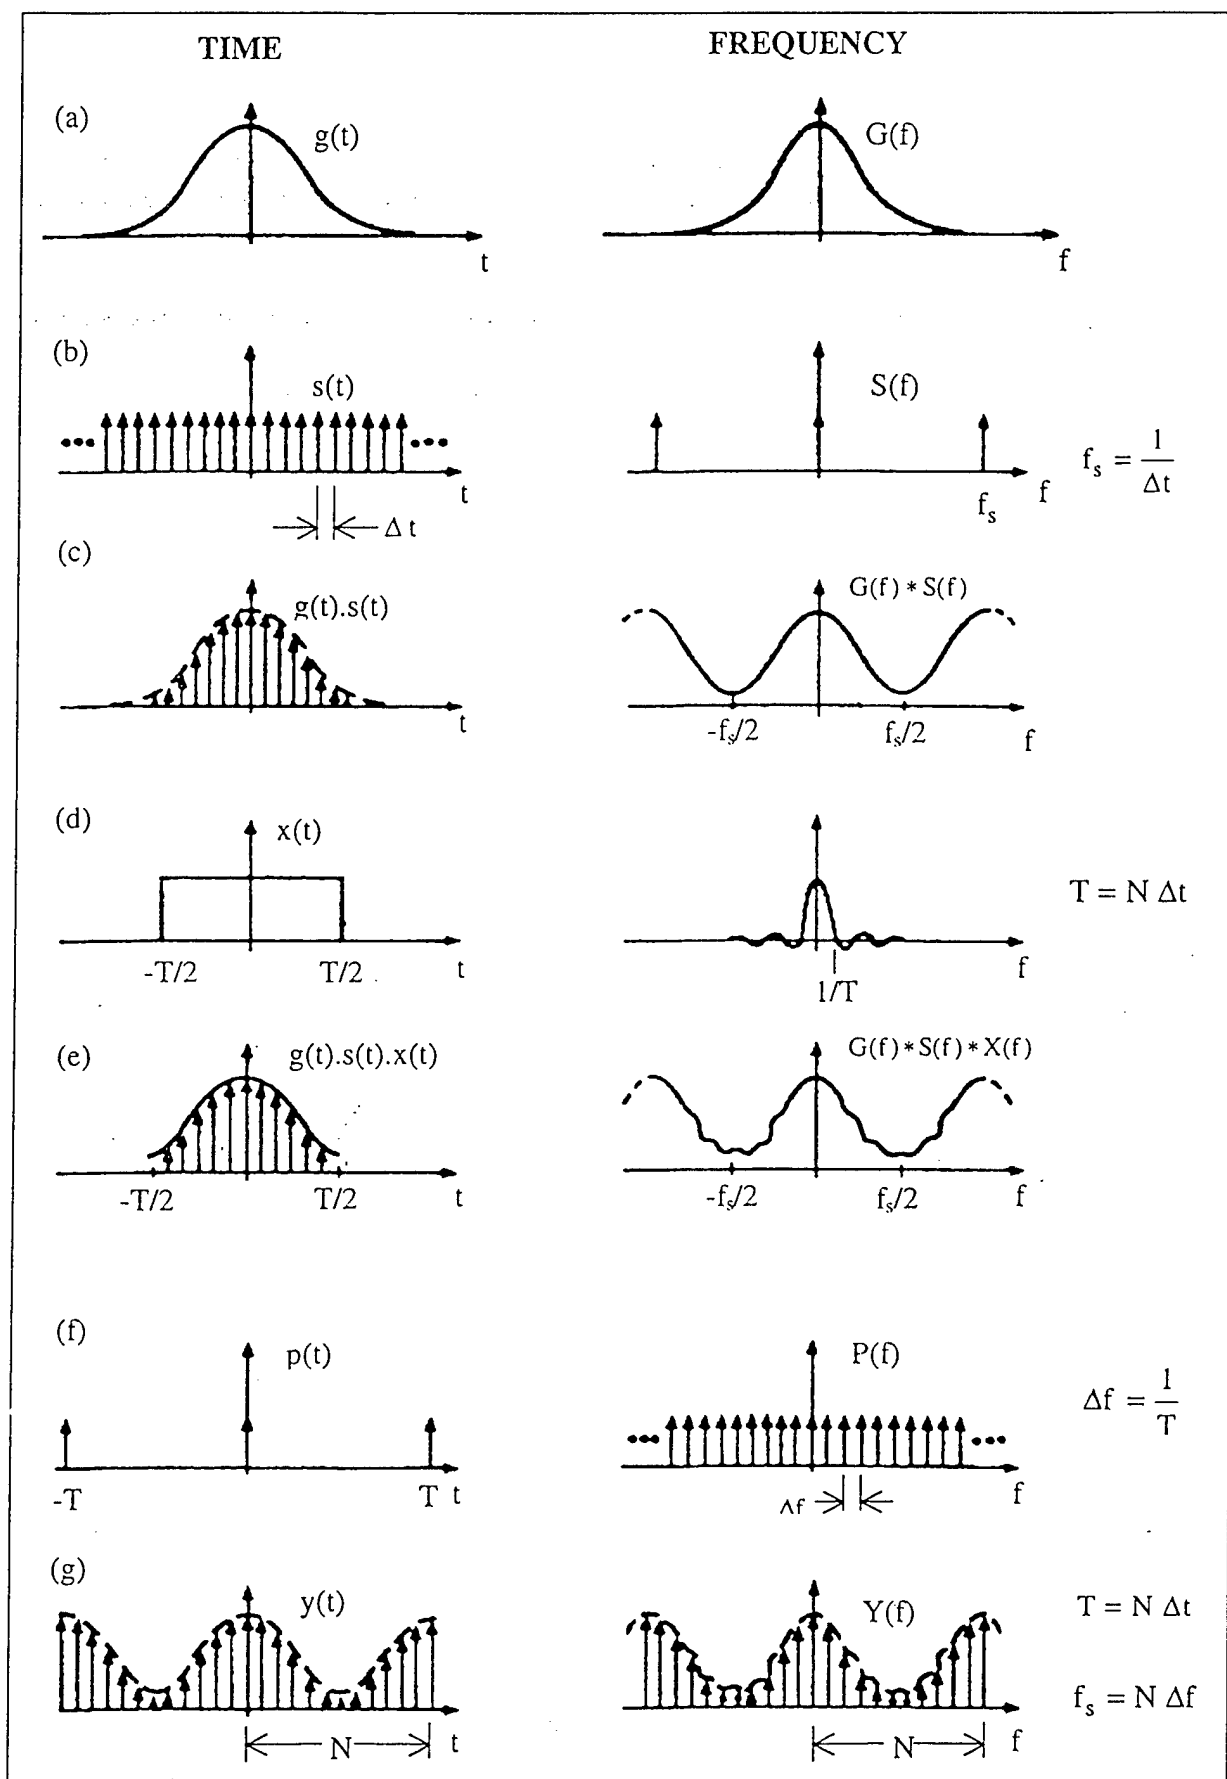 TIME FREQUENCY
(a) g(t) G(f)
t f
(b) s(t) S(f)
f_s = 1/Δt
t f_s f
Δ t
(c) g(t).s(t) G(f) * S(f)
t -f_s/2 f_s/2 f
(d) x(t)
T = N Δt
-T/2 T/2 t 1/T f
(e) g(t).s(t).x(t) G(f) * S(f) * X(f)
-T/2 T/2 t -f_s/2 f_s/2 f
(f) p(t) P(f)
Δf = 1/T
-T T t Δf f
(g) y(t) Y(f) T = N Δt
f_s = N Δf
N t N f